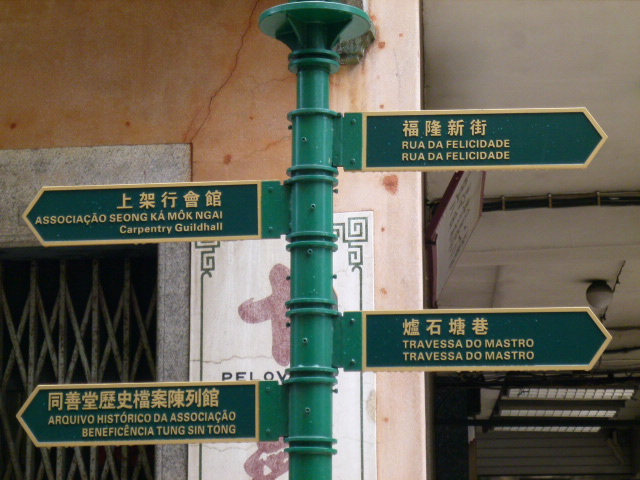 福隆新街
RUA DA FELICIDADE
RUA DA FELICIDADE
上架行會館
ASSOCIAÇÃO SEONG KÁ MÔK NGAI
Carpentry Guildhall
爐石塘巷
TRAVESSA DO MASTRO
TRAVESSA DO MASTRO
同善堂歷史檔案陳列館
ARQUIVO HISTÓRICO DA ASSOCIAÇÃO
BENEFICÊNCIA TUNG SIN TONG